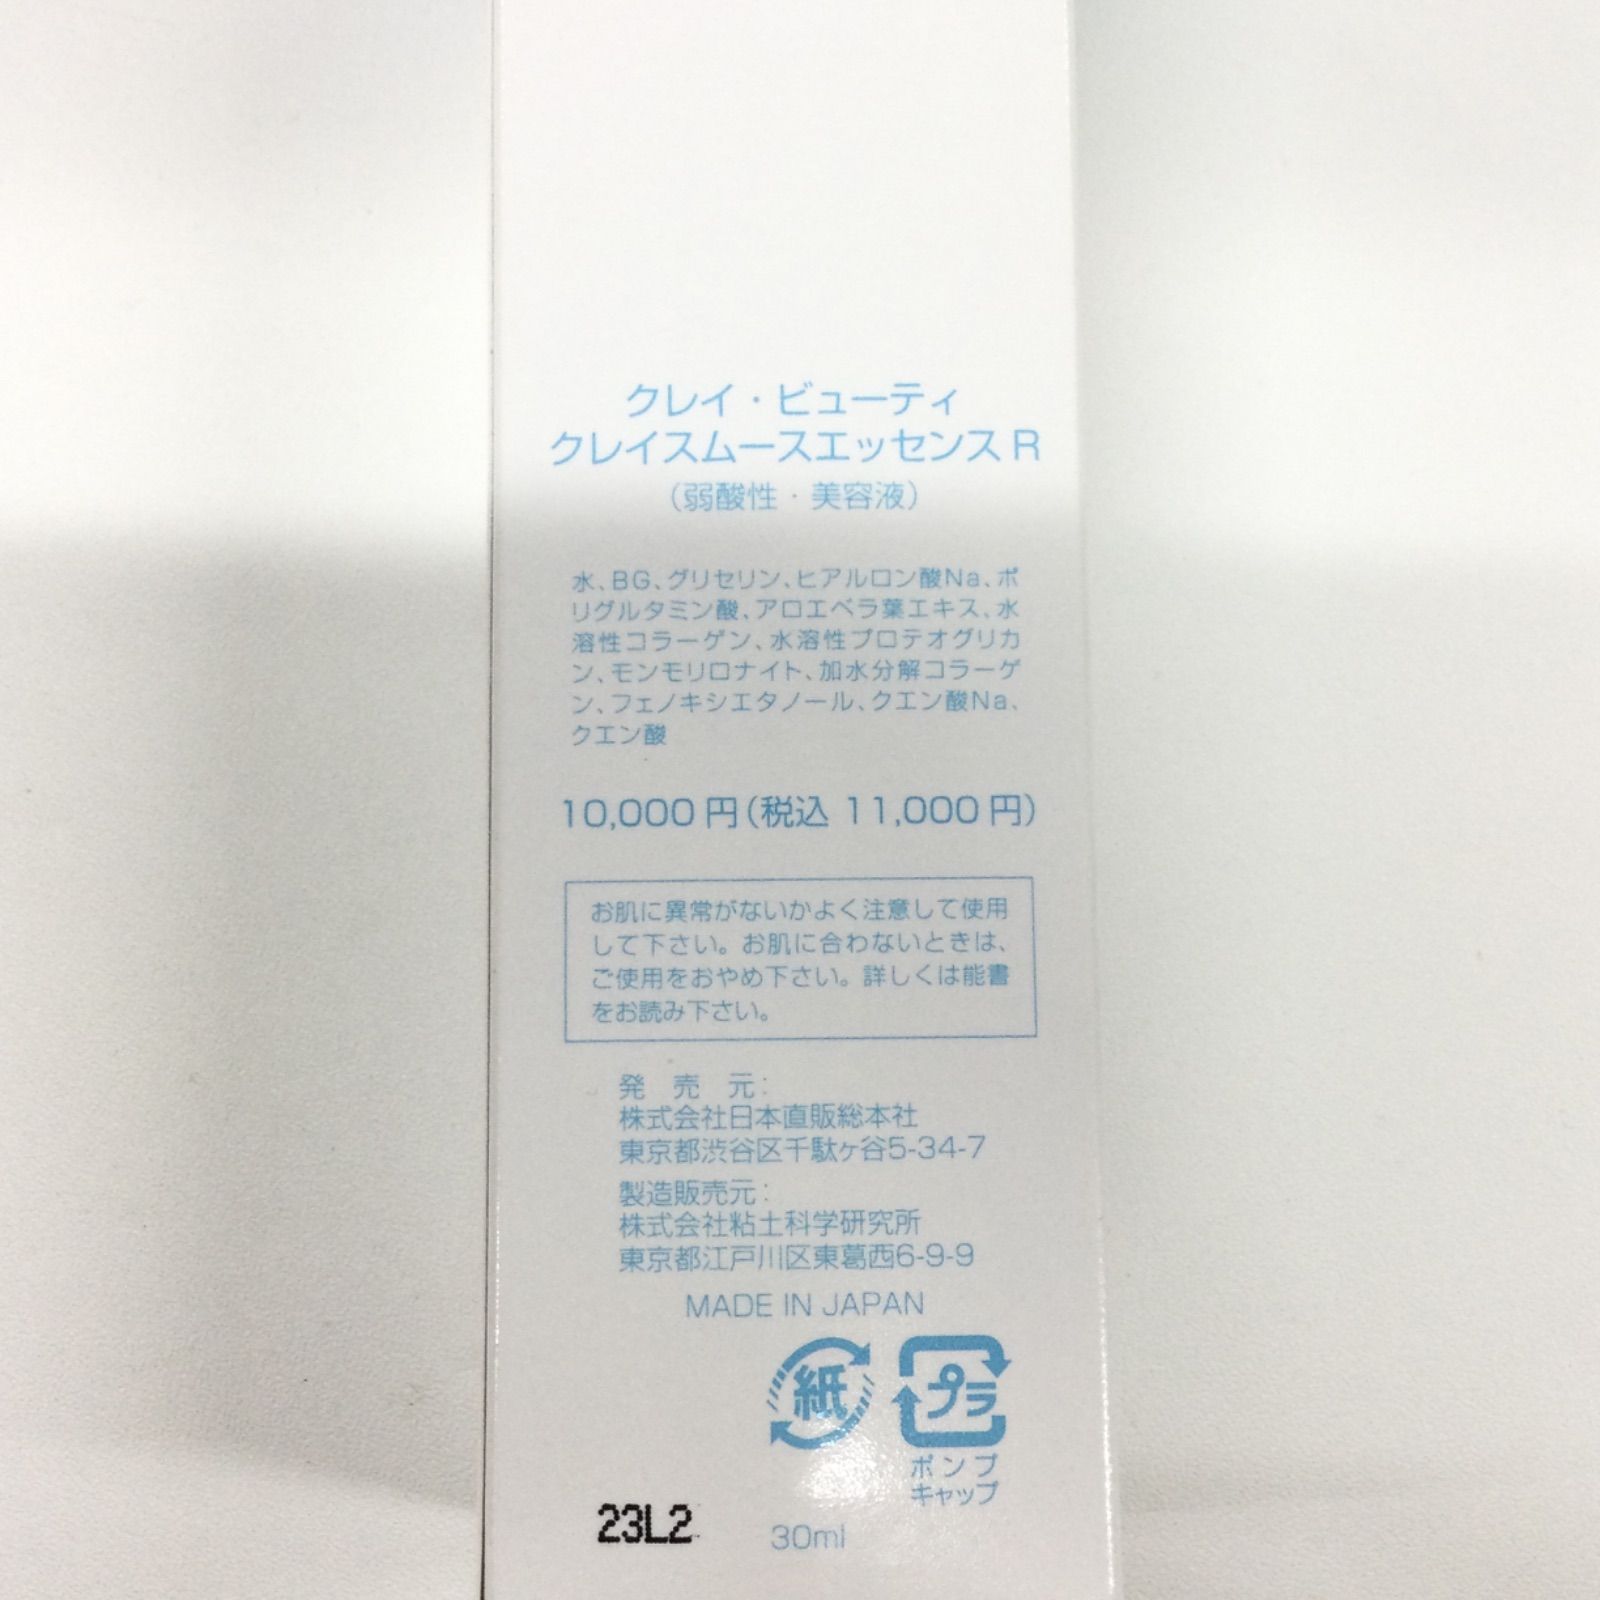 クレイ・ビューティ
クレイスムースエッセンス R
(弱酸性・美容液)
水、BG、グリセリン、ヒアルロン酸Na、ポ
リグルタミン酸、アロエベラ葉エキス、水
溶性コラーゲン、水溶性プロテオグリカ
ン、モンモリロナイト、加水分解コラーゲ
ン、フェノキシエタノール、クエン酸Na、
クエン酸
10,000 円(税込 11,000 円)
お肌に異常がないかよく注意して使用
して下さい。お肌に合わないときは、
ご使用をおやめ下さい。詳しくは能書
をお読み下さい。
発 売 元:
株式会社日本直販総本社
東京都渋谷区千駄ヶ谷5-34-7
製造販売元:
株式会社粘土科学研究所
東京都江戸川区東葛西6-9-9
MADE IN JAPAN
紙 プラ
ポンプ
キャップ
23L2 30ml